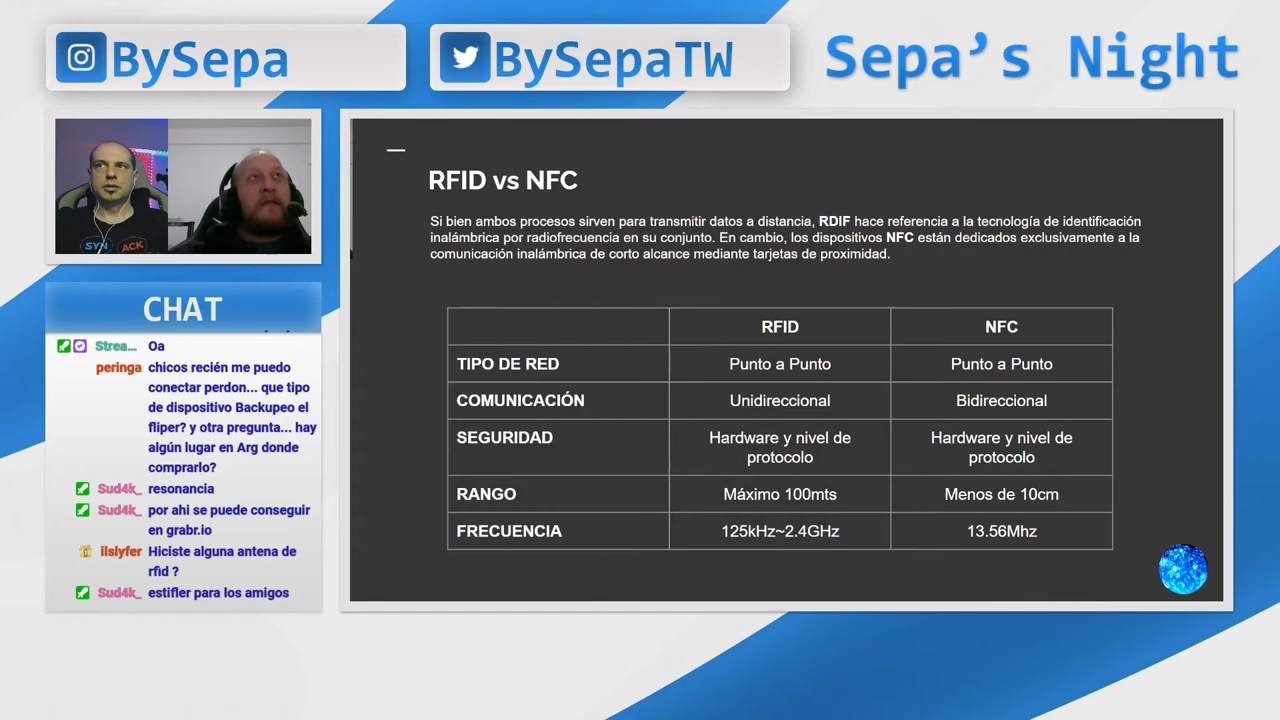 BySepa
BySepaTW
Sepa's Night
SYN ACK
RFID vs NFC
Si bien ambos procesos sirven para transmitir datos a distancia, RDIF hace referencia a la tecnología de identificación
inalámbrica por radiofrecuencia en su conjunto. En cambio, los dispositivos NFC están dedicados exclusivamente a la
comunicación inalámbrica de corto alcance mediante tarjetas de proximidad.
RFID NFC
TIPO DE RED Punto a Punto Punto a Punto
COMUNICACIÓN Unidireccional Bidireccional
SEGURIDAD Hardware y nivel de Hardware y nivel de
protocolo protocolo
RANGO Máximo 100mts Menos de 10cm
FRECUENCIA 125kHz~2.4GHz 13.56Mhz
CHAT
Strea... Oa
peringa chicos recién me puedo
conectar perdon... que tipo
de dispositivo Backupeo el
fliper? y otra pregunta... hay
algún lugar en Arg donde
comprarlo?
Sud4k_ resonancia
Sud4k_ por ahi se puede conseguir
en grabr.io
ilslyfer Hiciste alguna antena de
rfid ?
Sud4k_ estifler para los amigos